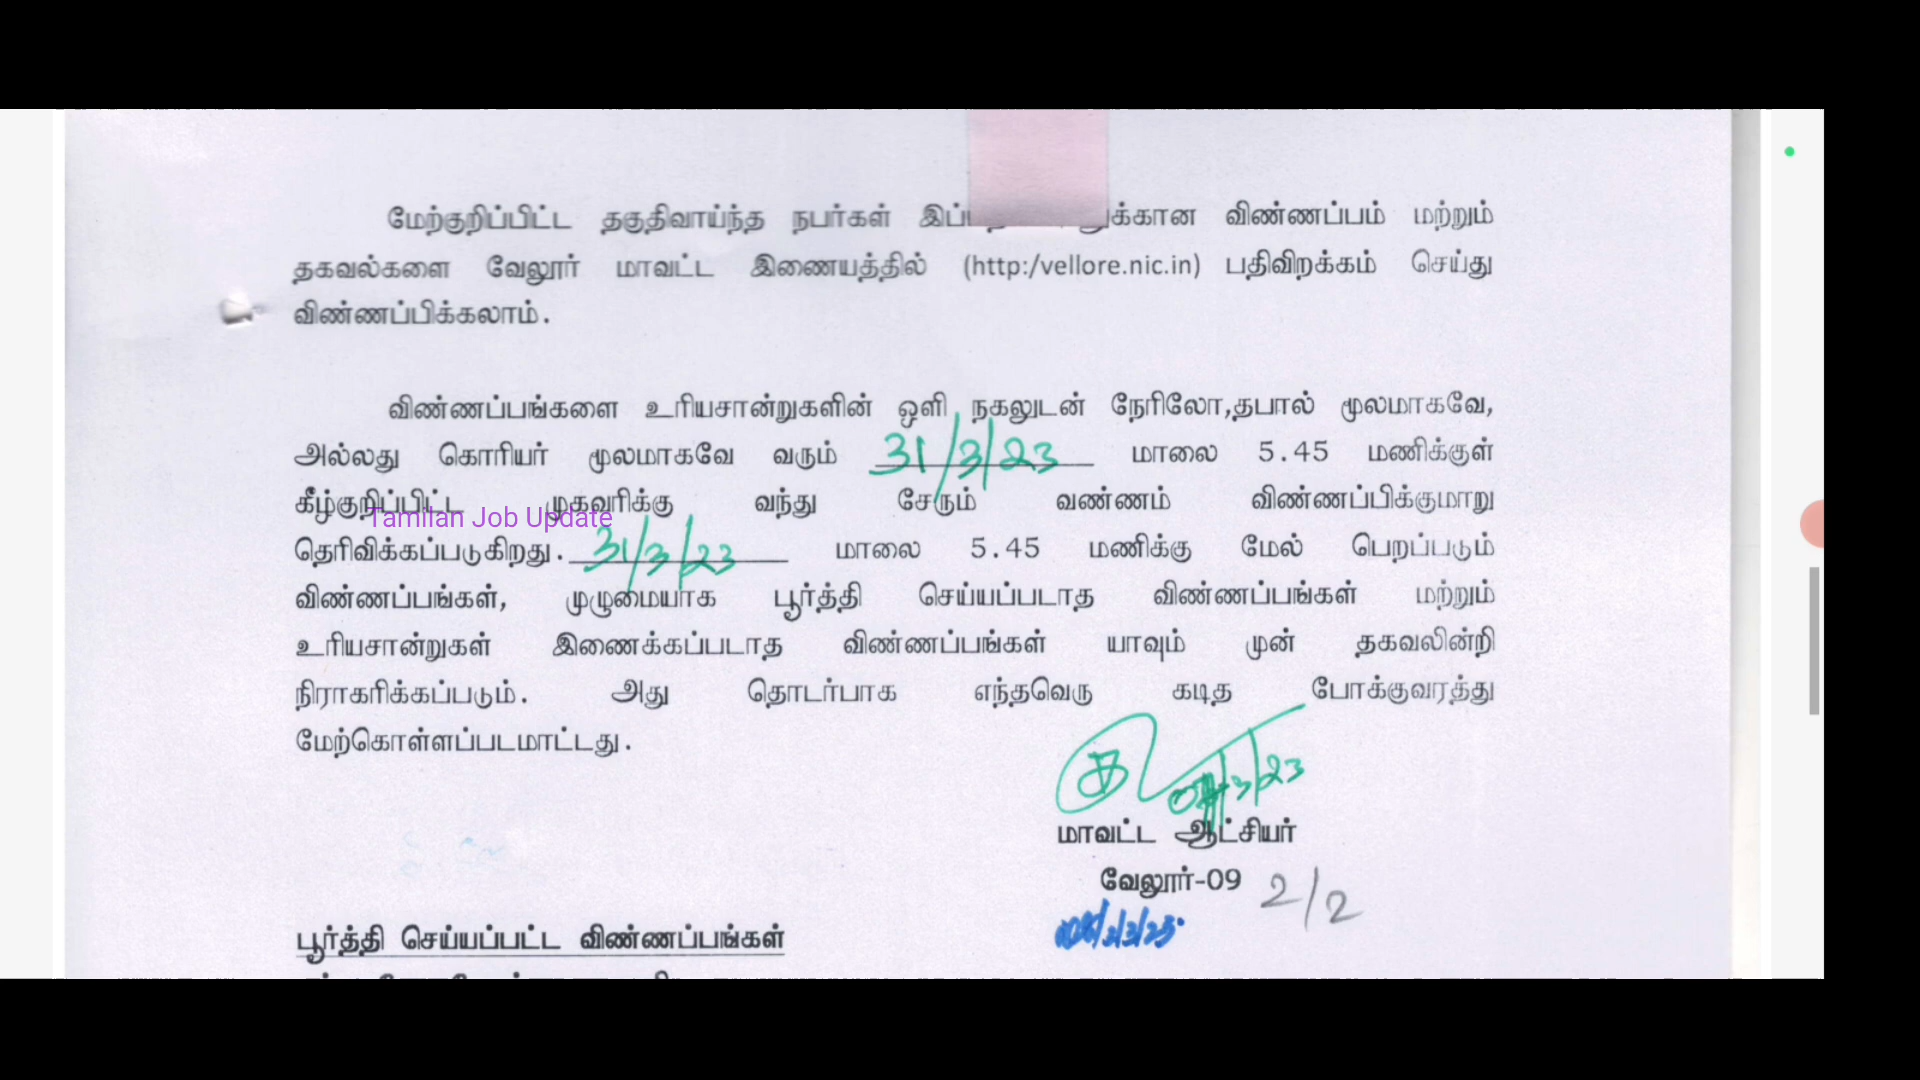 மேற்குறிப்பிட்ட தகுதிவாய்ந்த நபர்கள் விண்ணப்பம் மற்றும்
தகவல்களை வேலூர் மாவட்ட இணையத்தில் (http:/vellore.nic.in) பதிவிறக்கம் செய்து
விண்ணப்பிக்கலாம்.
விண்ணப்பங்களை உரியசான்றுகளின் ஒளி நகலுடன் நேரிலோ,தபால் மூலமாகவே,
அல்லது கொரியர் மூலமாகவே வரும் 31/3/23 மாலை 5.45 மணிக்குள்
கீழ்குறிப்பிட்ட முகவரிக்கு வந்து சேரும் வண்ணம் விண்ணப்பிக்குமாறு
Tamilan Job Update
தெரிவிக்கப்படுகிறது. 31/3/23 மாலை 5.45 மணிக்கு மேல் பெறப்படும்
விண்ணப்பங்கள், முழுமையாக பூர்த்தி செய்யப்படாத விண்ணப்பங்கள் மற்றும்
உரியசான்றுகள் இணைக்கப்படாத விண்ணப்பங்கள் யாவும் முன் தகவலின்றி
நிராகரிக்கப்படும். அது தொடர்பாக எந்தவெரு கடித போக்குவரத்து
மேற்கொள்ளப்படமாட்டது.
மாவட்ட ஆட்சியர்
வேலூர்-09 2/2
பூர்த்தி செய்யப்பட்ட விண்ணப்பங்கள்